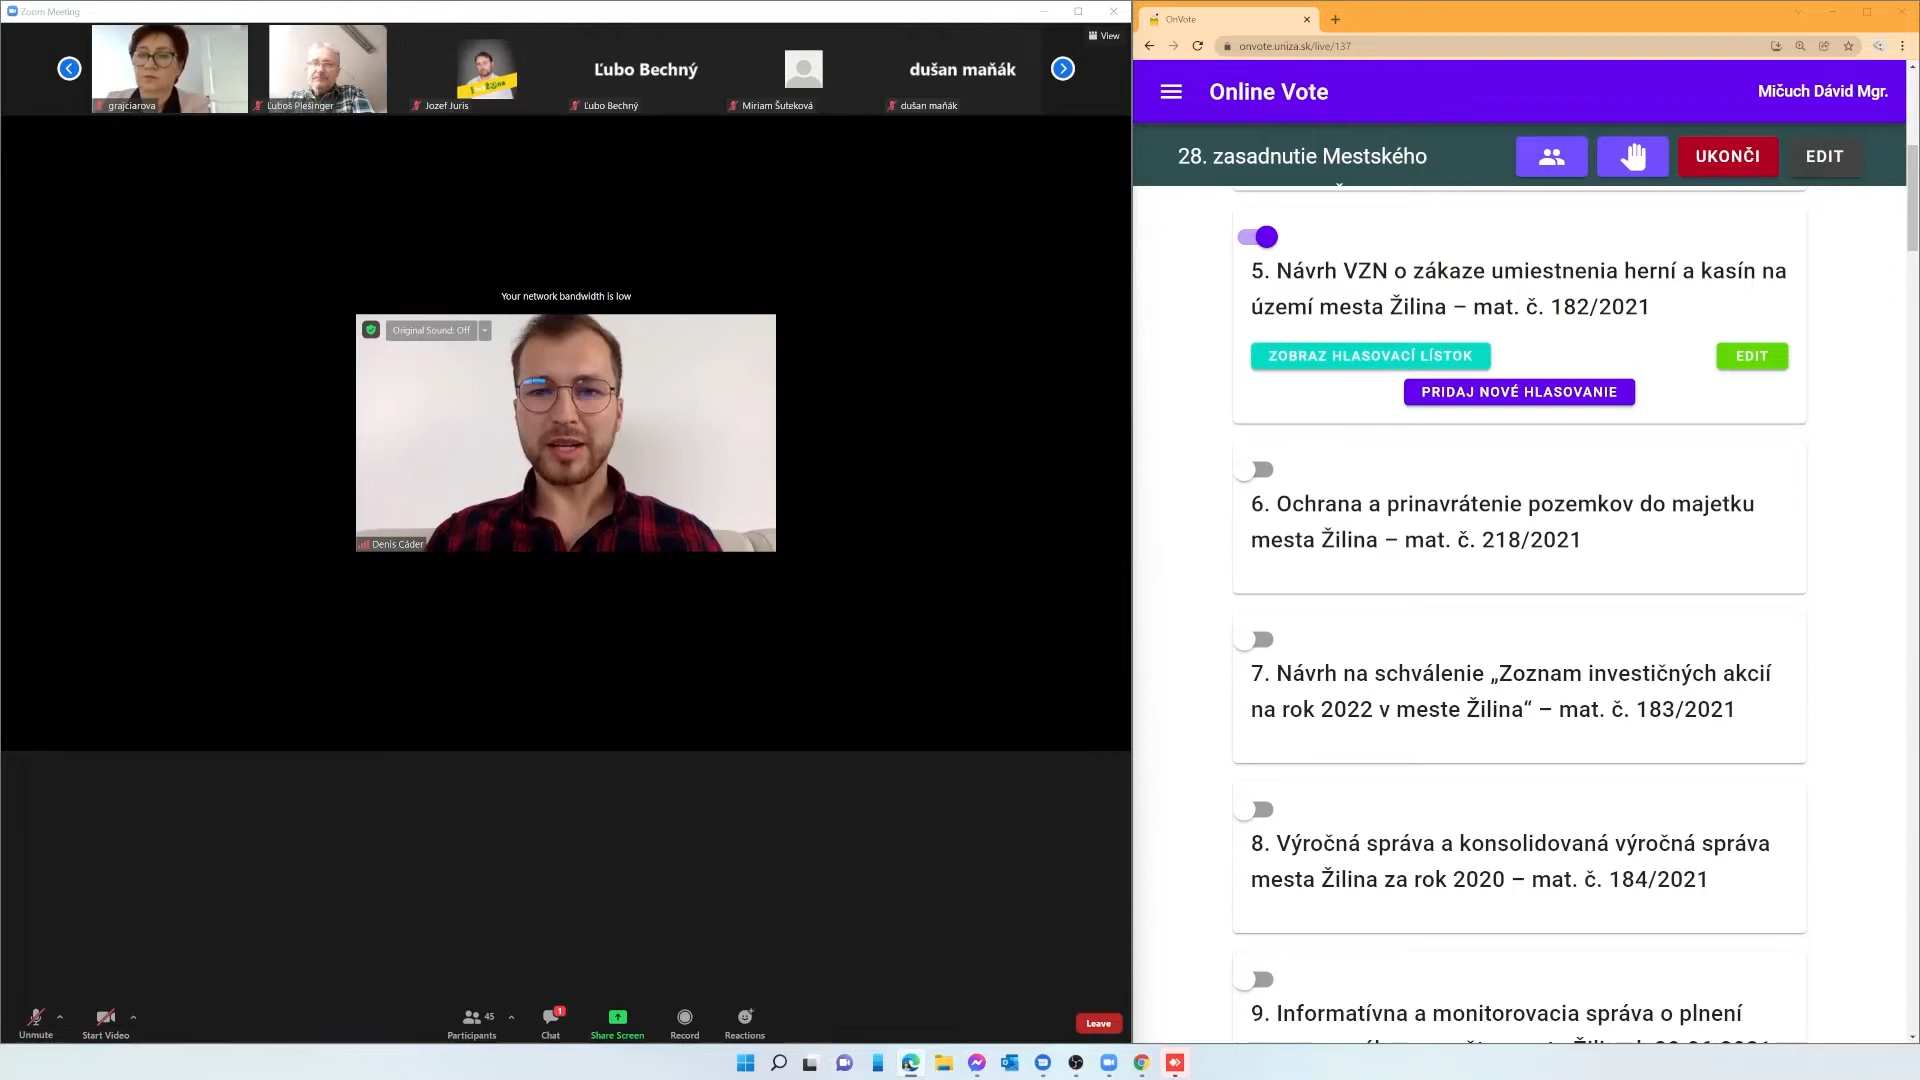 Zoom Meeting
View
grajciarova
Ľuboš Plešinger
Jozef Juris
Ľubo Bechný
Ľubo Bechný
Miriam Šuteková
dušan maňák
dušan maňák
Your network bandwidth is low
Original Sound: Off
Denis Cáder
Unmute
Start Video
45
Participants
1
Chat
Share Screen
Record
Reactions
Leave
OnVote
onvote.uniza.sk/live/137
Online Vote
Mičuch Dávid Mgr.
28. zasadnutie Mestského
UKONČI
EDIT
5. Návrh VZN o zákaze umiestnenia herní a kasín na
území mesta Žilina – mat. č. 182/2021
ZOBRAZ HLASOVACÍ LÍSTOK
EDIT
PRIDAJ NOVÉ HLASOVANIE
6. Ochrana a prinavrátenie pozemkov do majetku
mesta Žilina – mat. č. 218/2021
7. Návrh na schválenie „Zoznam investičných akcií
na rok 2022 v meste Žilina“ – mat. č. 183/2021
8. Výročná správa a konsolidovaná výročná správa
mesta Žilina za rok 2020 – mat. č. 184/2021
9. Informatívna a monitorovacia správa o plnení